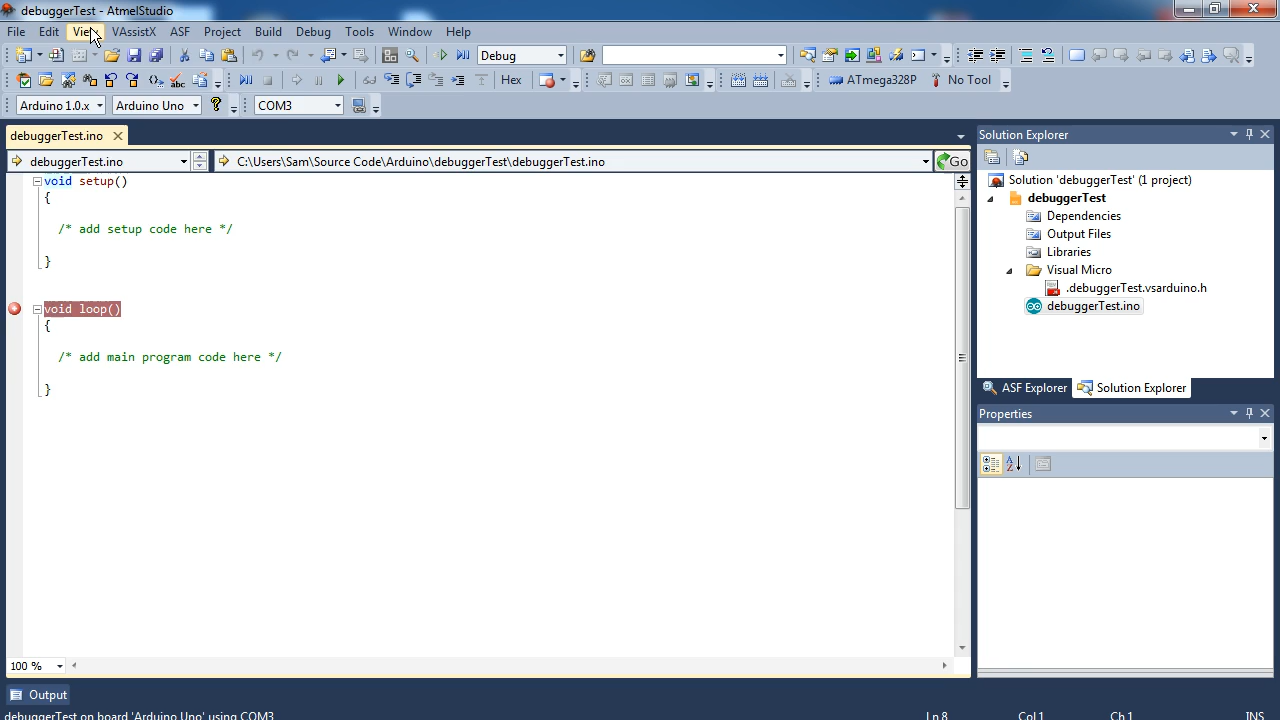 debuggerTest - AtmelStudio
File Edit View VAssistX ASF Project Build Debug Tools Window Help
Debug
Hex ATmega328P No Tool
Arduino 1.0.x Arduino Uno COM3
debuggerTest.ino
debuggerTest.ino C:\Users\Sam\Source Code\Arduino\debuggerTest\debuggerTest.ino Go
void setup()
{
/* add setup code here */
}
void loop()
{
/* add main program code here */
}
100 %
Solution Explorer
Solution 'debuggerTest' (1 project)
debuggerTest
Dependencies
Output Files
Libraries
Visual Micro
.debuggerTest.vsarduino.h
debuggerTest.ino
ASF Explorer Solution Explorer
Properties
Output
debuggerTest on board 'Arduino Uno' using COM3 Ln 8 Col 1 Ch 1 INS